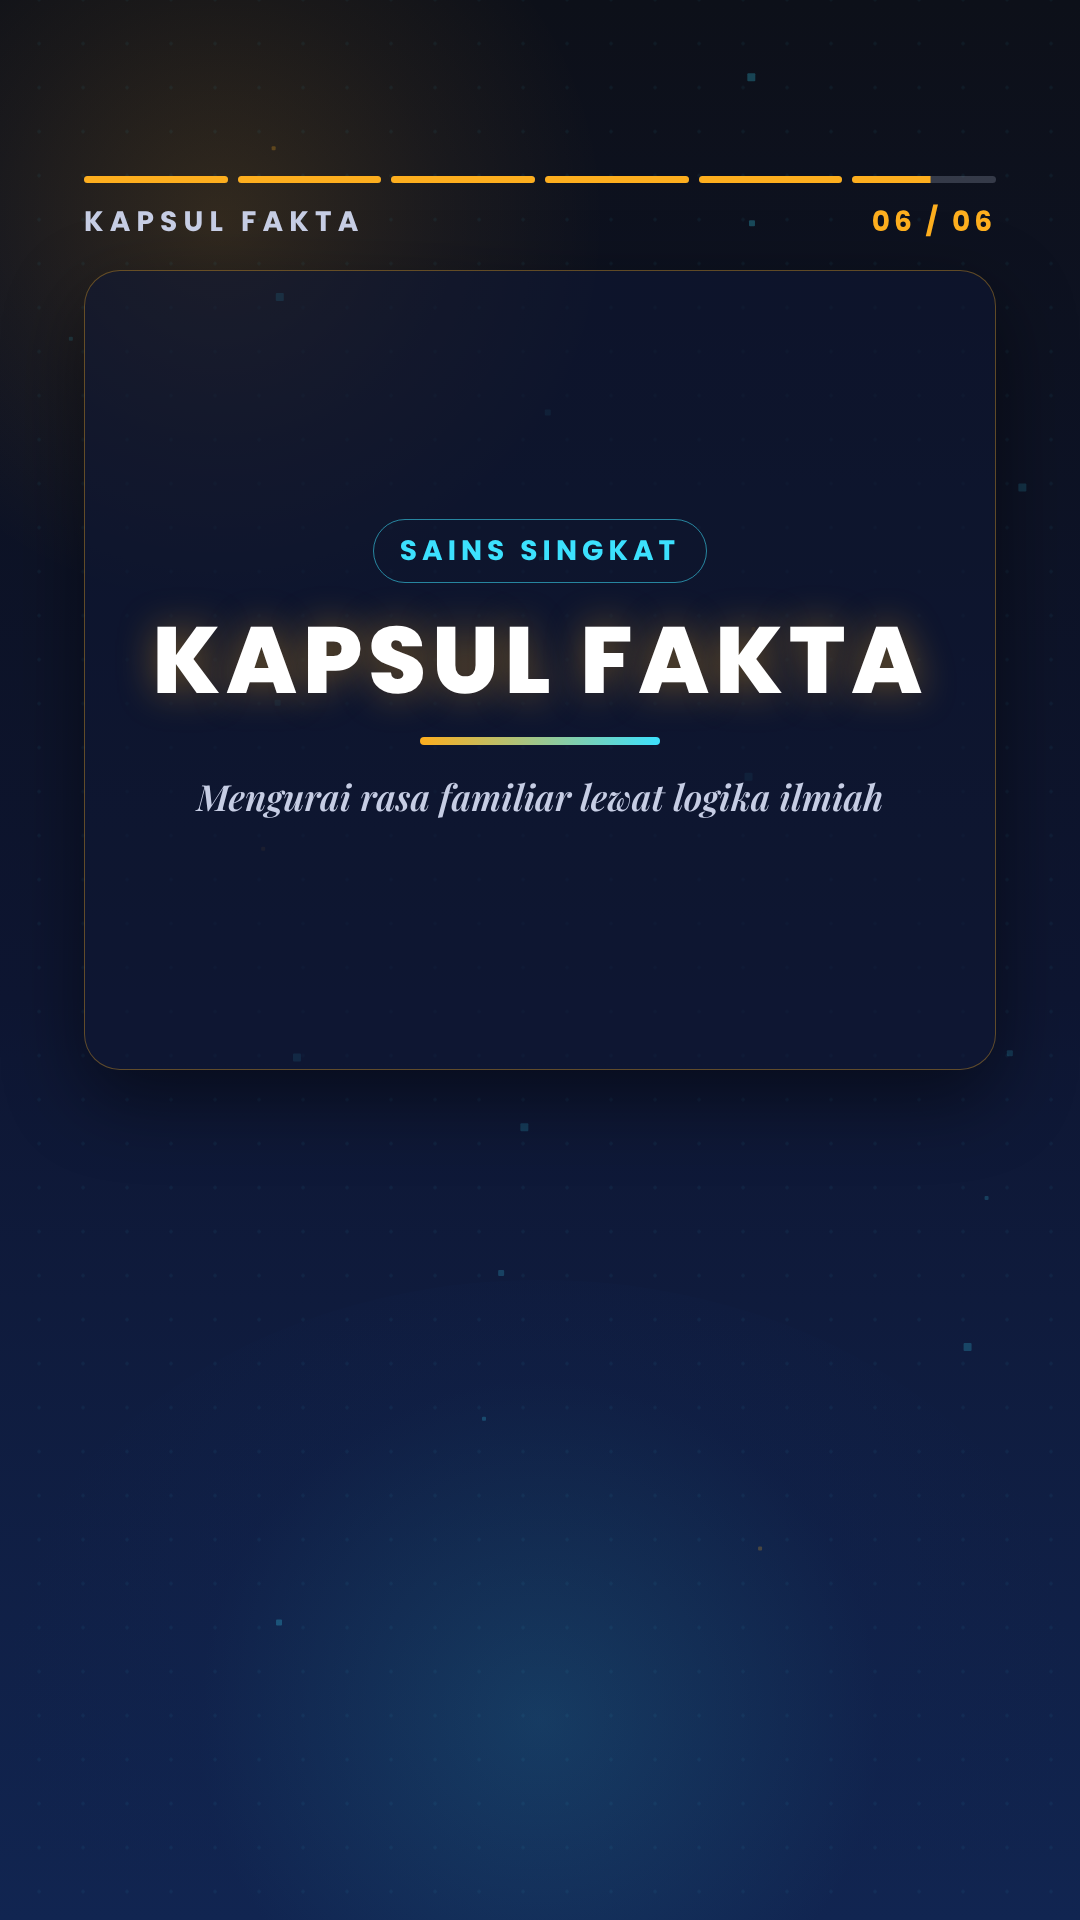 KAPSUL FAKTA
06 / 06
SAINS SINGKAT
KAPSUL FAKTA
Mengurai rasa familiar lewat logika ilmiah